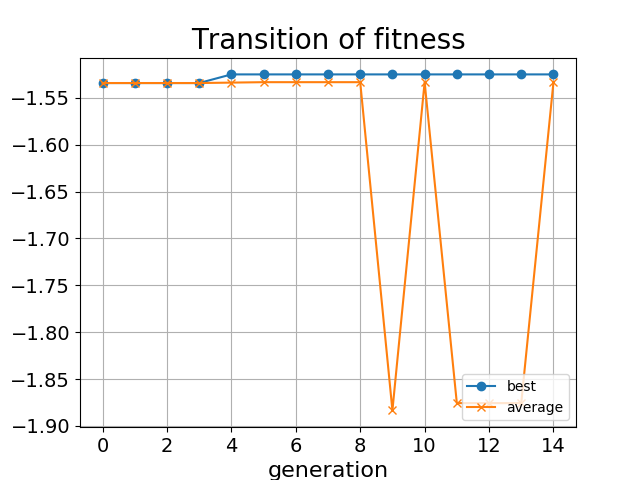 Transition of fitness
−1.55
−1.60
−1.65
−1.70
−1.75
−1.80
−1.85
−1.90
0 2 4 6 8 10 12 14
generation
best
average